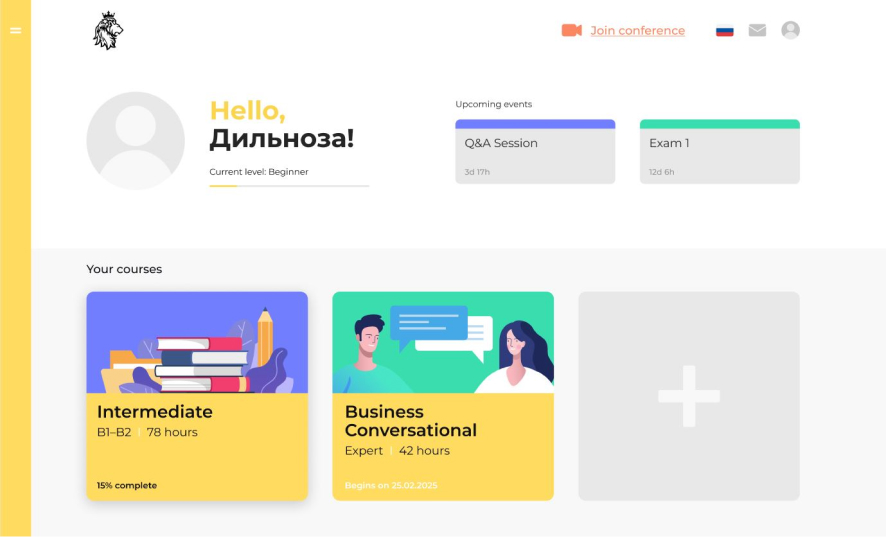 Join conference
Hello,
Дильноза!
Current level: Beginner
Upcoming events
Q&A Session
3d 17h
Exam 1
12d 6h
Your courses
Intermediate
B1–B2 | 78 hours
15% complete
Business
Conversational
Expert | 42 hours
Begins on 25.02.2025